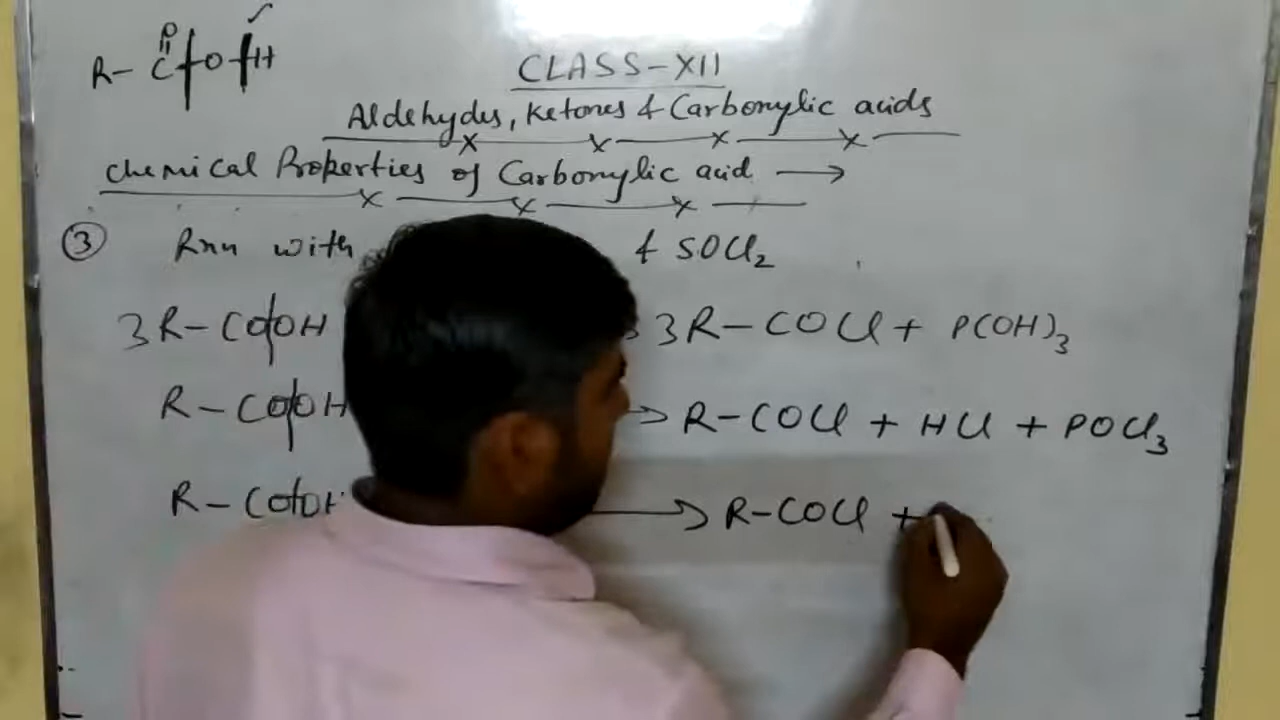 R-C(=O)-O-H ✓
CLASS-XII
Aldehydes, Ketones & Carbonylic acids
Chemical Properties of Carbonylic acid →
③ Rxn with & SOCl₂
3R-COOH 3R-COCl + P(OH)₃
R-COOH → R-COCl + HCl + POCl₃
R-COOH → R-COCl +